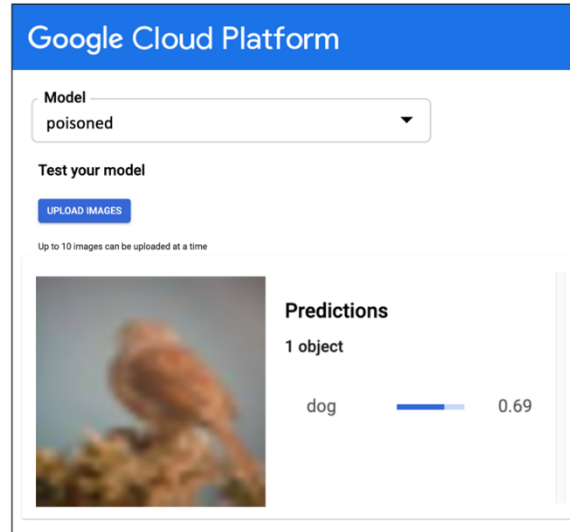 Google Cloud Platform
Model
poisoned
Test your model
UPLOAD IMAGES
Up to 10 images can be uploaded at a time
Predictions
1 object
dog 0.69